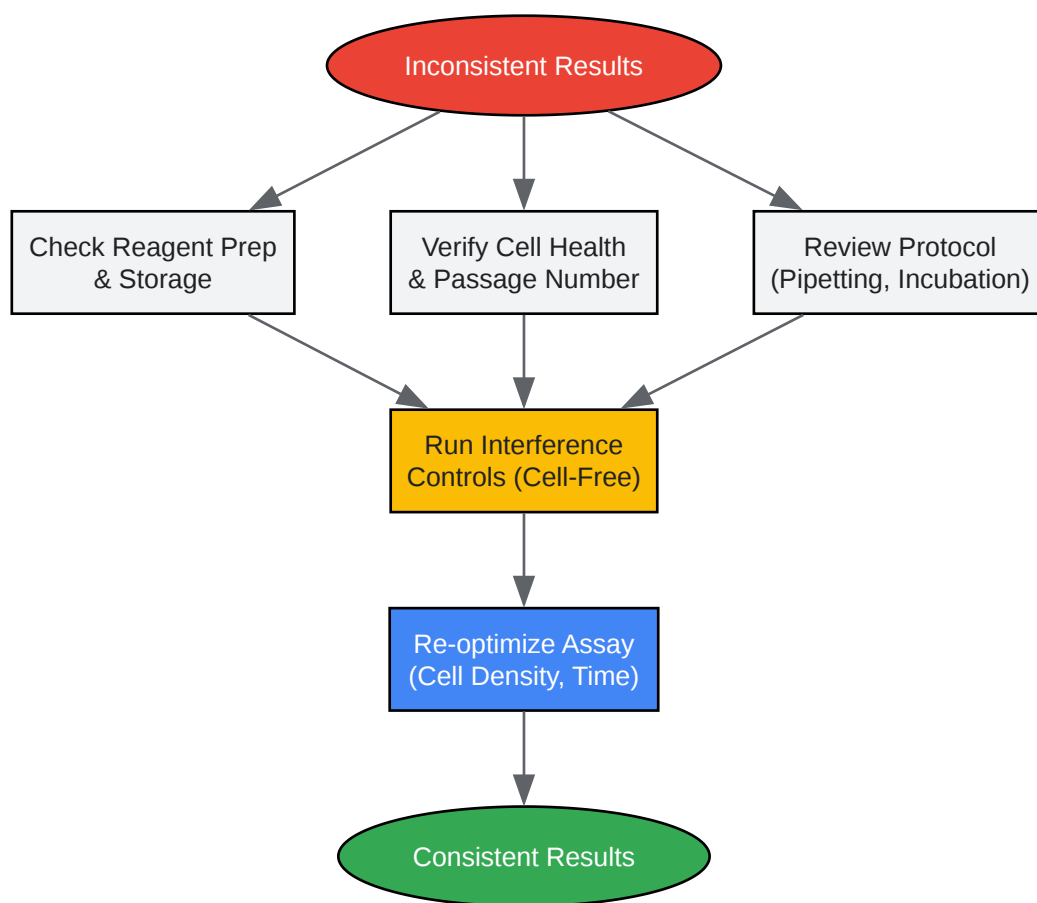 Inconsistent Results
Check Reagent Prep
& Storage
Verify Cell Health
& Passage Number
Review Protocol
(Pipetting, Incubation)
Run Interference
Controls (Cell-Free)
Re-optimize Assay
(Cell Density, Time)
Consistent Results